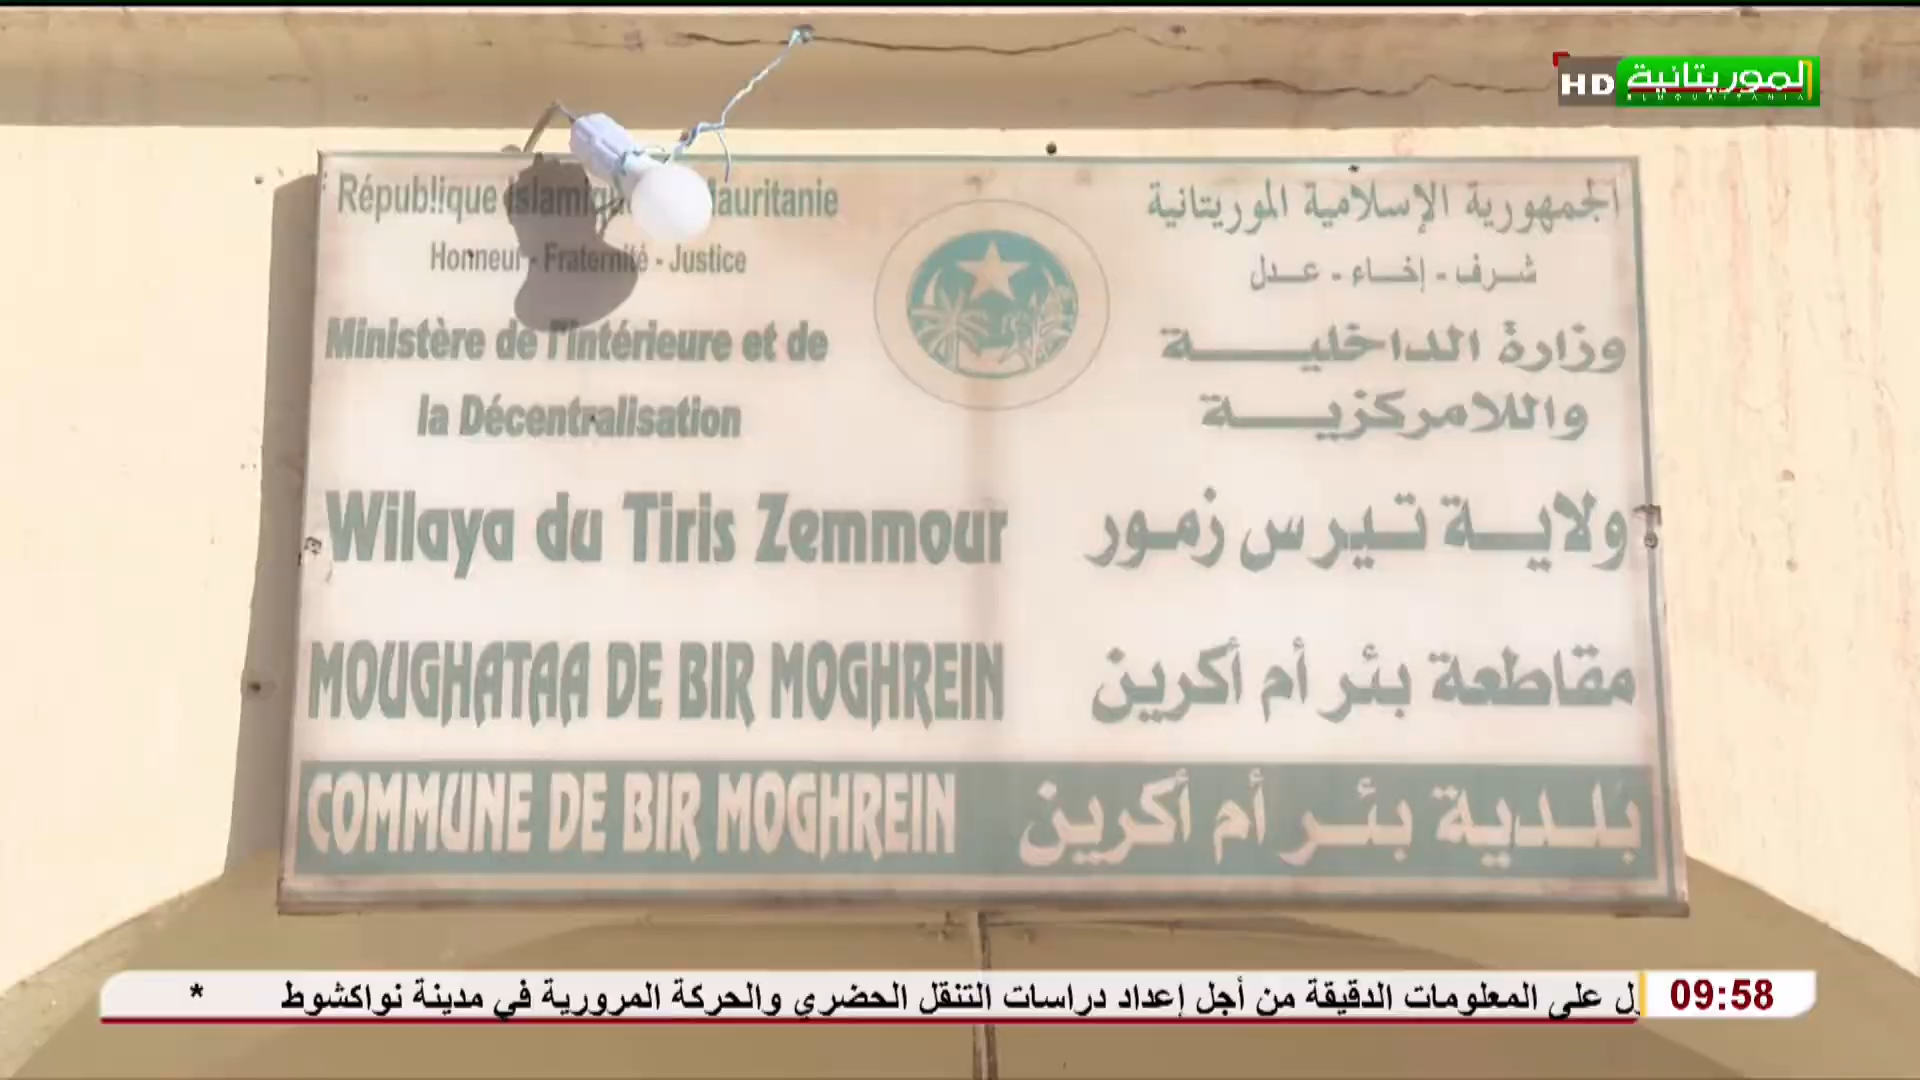 HD الموريتانية
ELMOURITANIA
République Islamique Mauritanie
Honneur - Fraternité - Justice
Ministère de l'intérieure et de
la Décentralisation
Wilaya du Tiris Zemmour
MOUGHATAA DE BIR MOGHREIN
COMMUNE DE BIR MOGHREIN
الجمهورية الإسلامية الموريتانية
شرف - إخاء - عدل
وزارة الداخلية
واللامركزية
ولاية تيرس زمور
مقاطعة بئر أم أكرين
بلدية بئر أم أكرين
على المعلومات الدقيقة من أجل إعداد دراسات التنقل الحضري والحركة المرورية في مدينة نواكشوط *
09:58